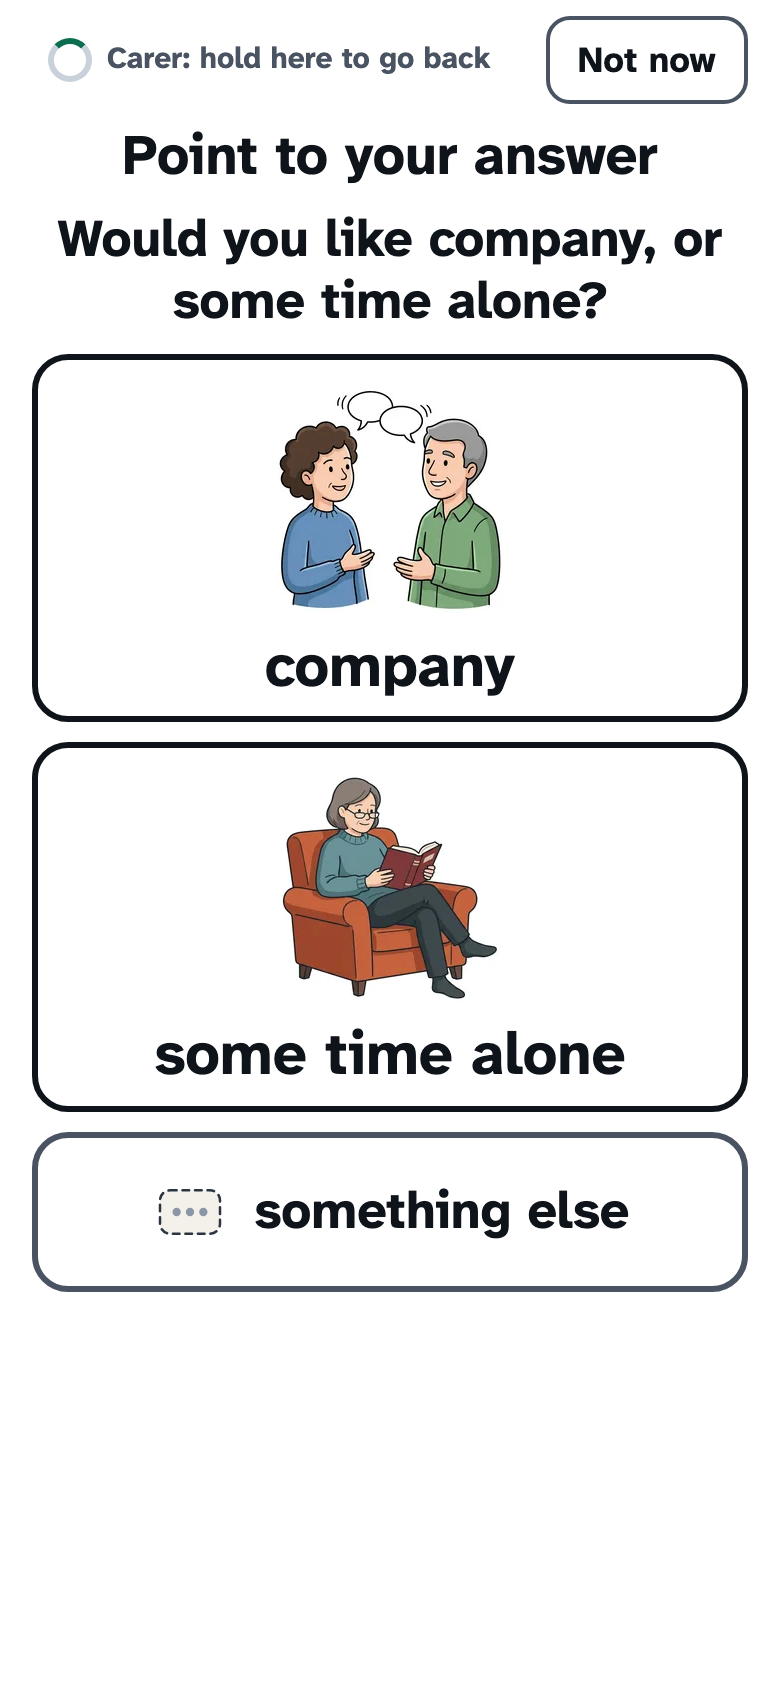 Carer: hold here to go back
Not now
Point to your answer
Would you like company, or
some time alone?
company
some time alone
something else